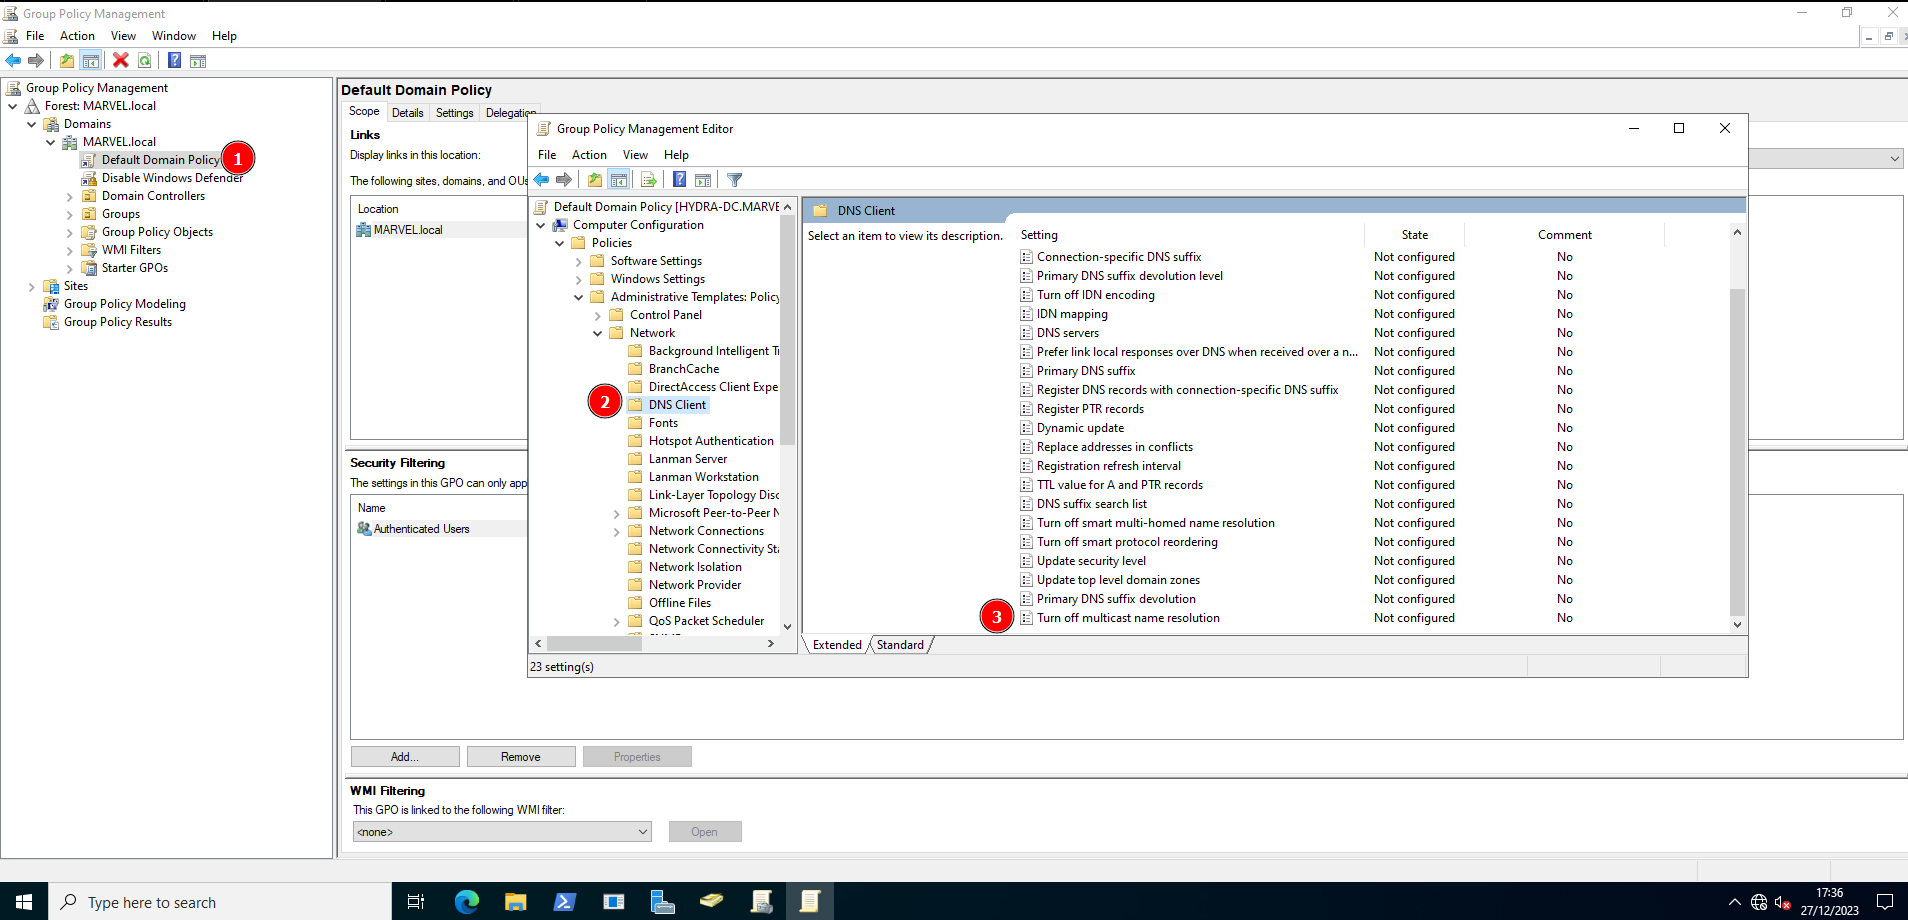 Group Policy Management
File Action View Window Help
Group Policy Management
Forest: MARVEL.local
Domains
MARVEL.local
Default Domain Policy
1
Disable Windows Defender
Domain Controllers
Groups
Group Policy Objects
WMI Filters
Starter GPOs
Sites
Group Policy Modeling
Group Policy Results
Default Domain Policy
Scope Details Settings Delegation
Links
Display links in this location:
The following sites, domains, and OUs
Location
MARVEL.local
Security Filtering
The settings in this GPO can only app
Name
Authenticated Users
Add... Remove Properties
WMI Filtering
This GPO is linked to the following WMI filter:
<none> Open
Group Policy Management Editor
File Action View Help
Default Domain Policy [HYDRA-DC.MARVE
Computer Configuration
Policies
Software Settings
Windows Settings
Administrative Templates: Policy
Control Panel
Network
Background Intelligent Tr
BranchCache
DirectAccess Client Expe
2
DNS Client
Fonts
Hotspot Authentication
Lanman Server
Lanman Workstation
Link-Layer Topology Disc
Microsoft Peer-to-Peer N
Network Connections
Network Connectivity Sta
Network Isolation
Network Provider
Offline Files
QoS Packet Scheduler
DNS Client
Select an item to view its description.
Setting State Comment
Connection-specific DNS suffix Not configured No
Primary DNS suffix devolution level Not configured No
Turn off IDN encoding Not configured No
IDN mapping Not configured No
DNS servers Not configured No
Prefer link local responses over DNS when received over a n... Not configured No
Primary DNS suffix Not configured No
Register DNS records with connection-specific DNS suffix Not configured No
Register PTR records Not configured No
Dynamic update Not configured No
Replace addresses in conflicts Not configured No
Registration refresh interval Not configured No
TTL value for A and PTR records Not configured No
DNS suffix search list Not configured No
Turn off smart multi-homed name resolution Not configured No
Turn off smart protocol reordering Not configured No
Update security level Not configured No
Update top level domain zones Not configured No
Primary DNS suffix devolution Not configured No
3 Turn off multicast name resolution Not configured No
Extended Standard
23 setting(s)
Type here to search
17:36
27/12/2023